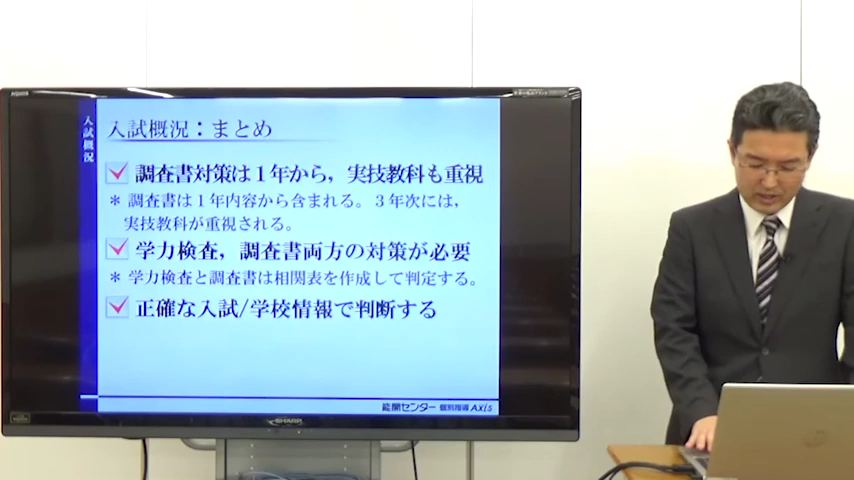 入試概況
入試概況：まとめ
調査書対策は１年から，実技教科も重視
＊ 調査書は１年内容から含まれる。３年次には，
実技教科が重視される。
学力検査，調査書両方の対策が必要
＊ 学力検査と調査書は相関表を作成して判定する。
正確な入試/学校情報で判断する
能開センター 個別指導 Axis
SHARP